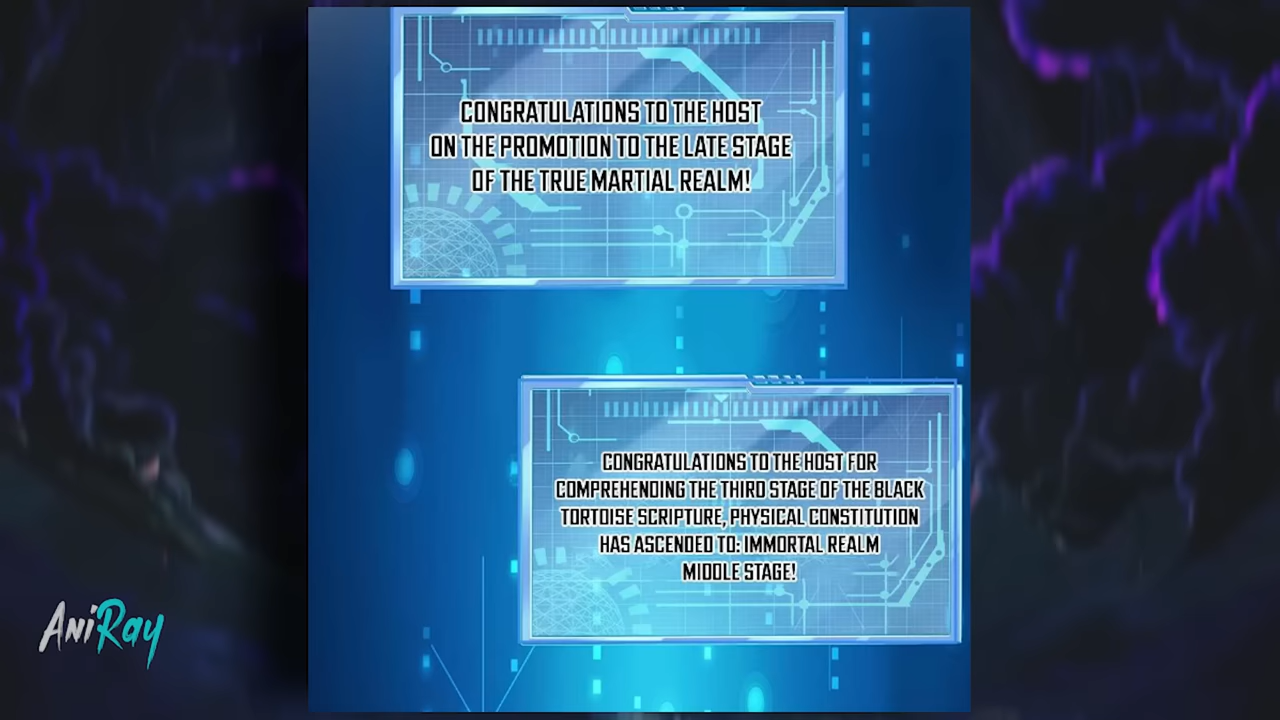 CONGRATULATIONS TO THE HOST
ON THE PROMOTION TO THE LATE STAGE
OF THE TRUE MARTIAL REALM!
CONGRATULATIONS TO THE HOST FOR
COMPREHENDING THE THIRD STAGE OF THE BLACK
TORTOISE SCRIPTURE, PHYSICAL CONSTITUTION
HAS ASCENDED TO: IMMORTAL REALM
MIDDLE STAGE!
AniRay